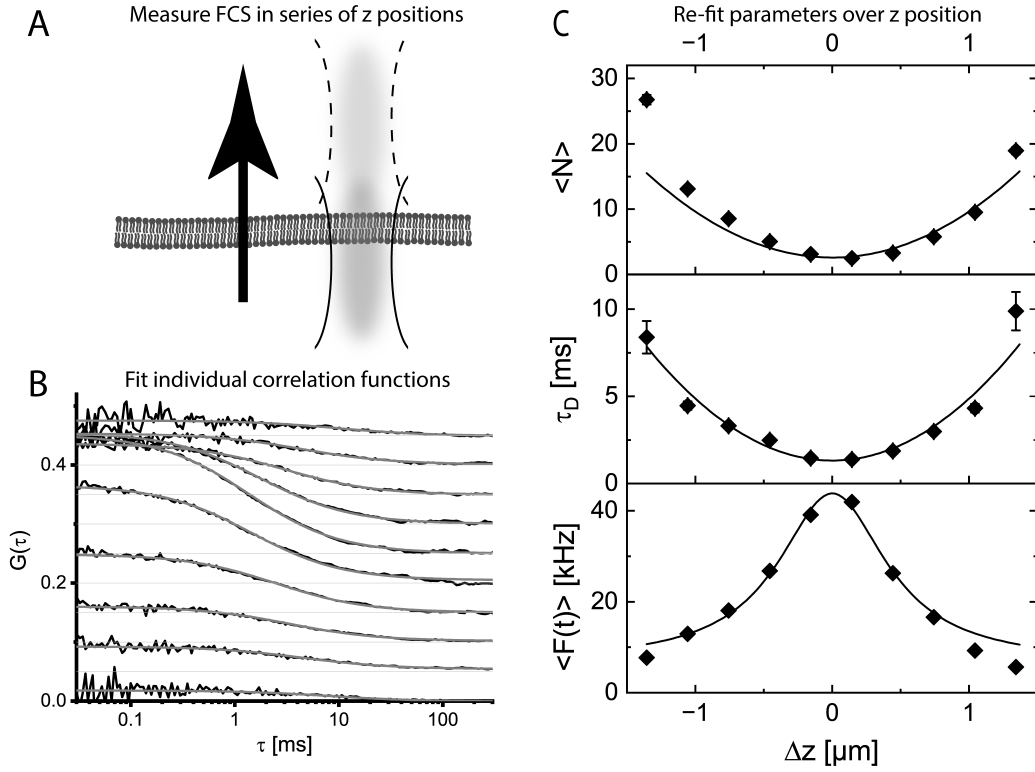 A
Measure FCS in series of z positions
B
Fit individual correlation functions
G(τ)
0.4
0.2
0.0
0.1 1 10 100
τ [ms]
C
Re-fit parameters over z position
−1 0 1
<N>
30
20
10
0
τD [ms]
10
5
0
<F(t)> [kHz]
40
20
0
−1 0 1
Δz [µm]